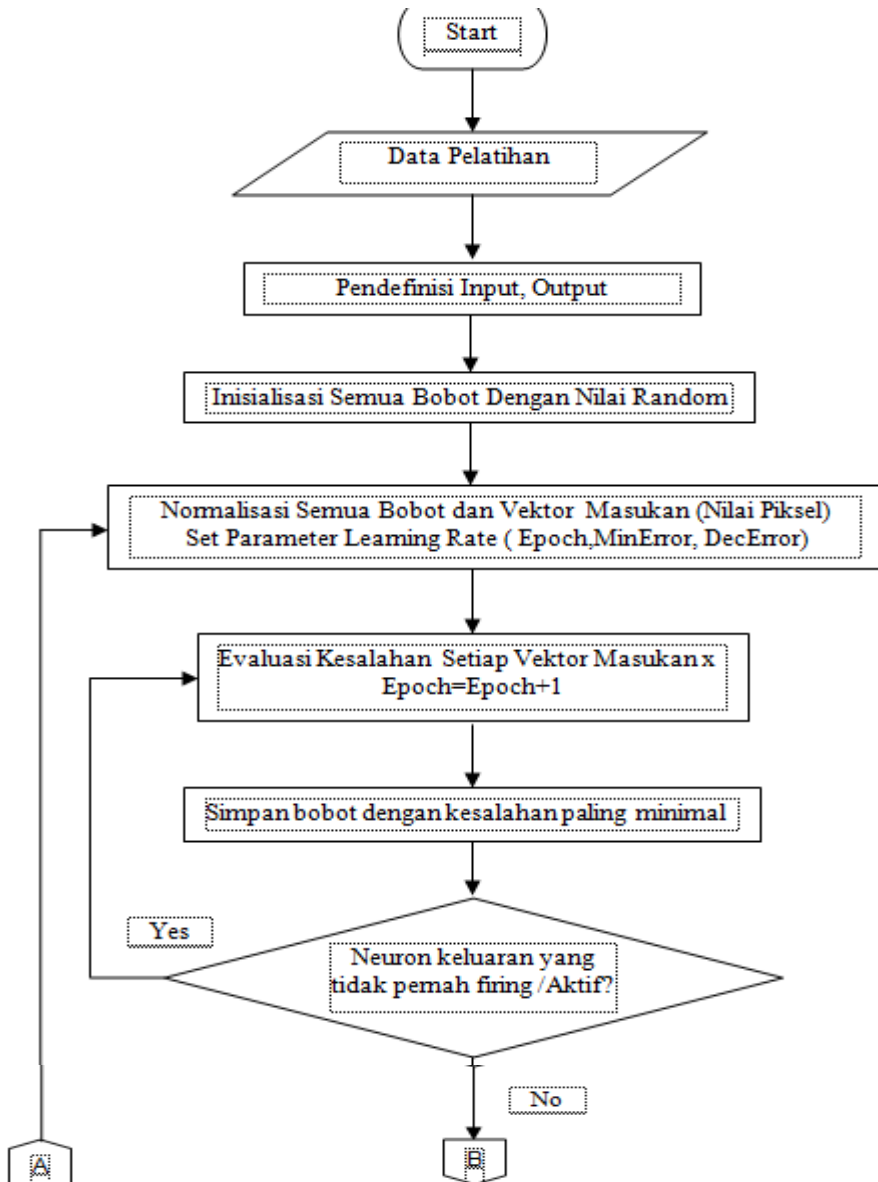 Start
Data Pelatihan
Pendefinisi Input, Output
Inisialisasi Semua Bobot Dengan Nilai Random
Normalisasi Semua Bobot dan Vektor Masukan (Nilai Piksel)
Set Parameter Learning Rate ( Epoch,MinError, DecError)
Evaluasi Kesalahan Setiap Vektor Masukan x
Epoch=Epoch+1
Simpan bobot dengan kesalahan paling minimal
Yes
Neuron keluaran yang
tidak pernah firing /Aktif?
No
A
B